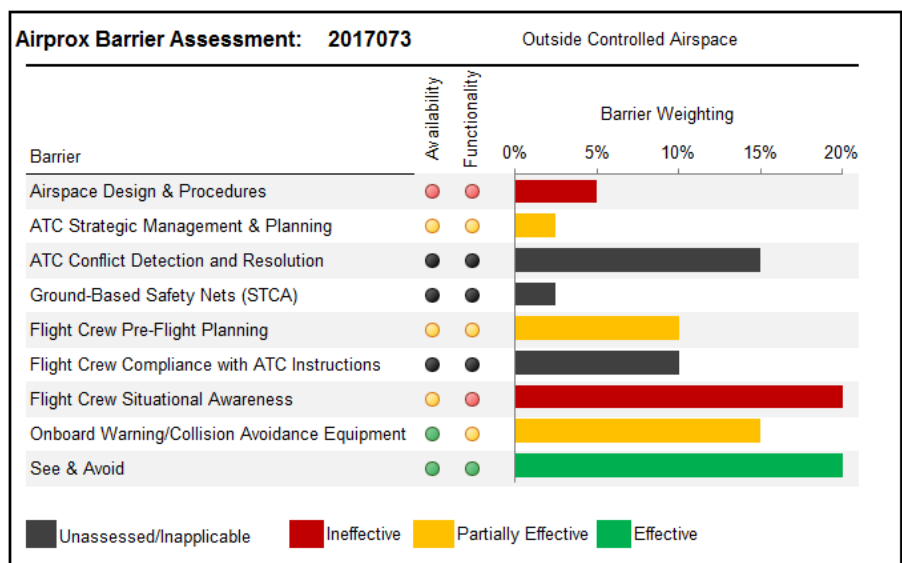 Airprox Barrier Assessment: 2017073 Outside Controlled Airspace
Barrier Availability Functionality Barrier Weighting
0% 5% 10% 15% 20%
Airspace Design & Procedures
ATC Strategic Management & Planning
ATC Conflict Detection and Resolution
Ground-Based Safety Nets (STCA)
Flight Crew Pre-Flight Planning
Flight Crew Compliance with ATC Instructions
Flight Crew Situational Awareness
Onboard Warning/Collision Avoidance Equipment
See & Avoid
Unassessed/Inapplicable Ineffective Partially Effective Effective